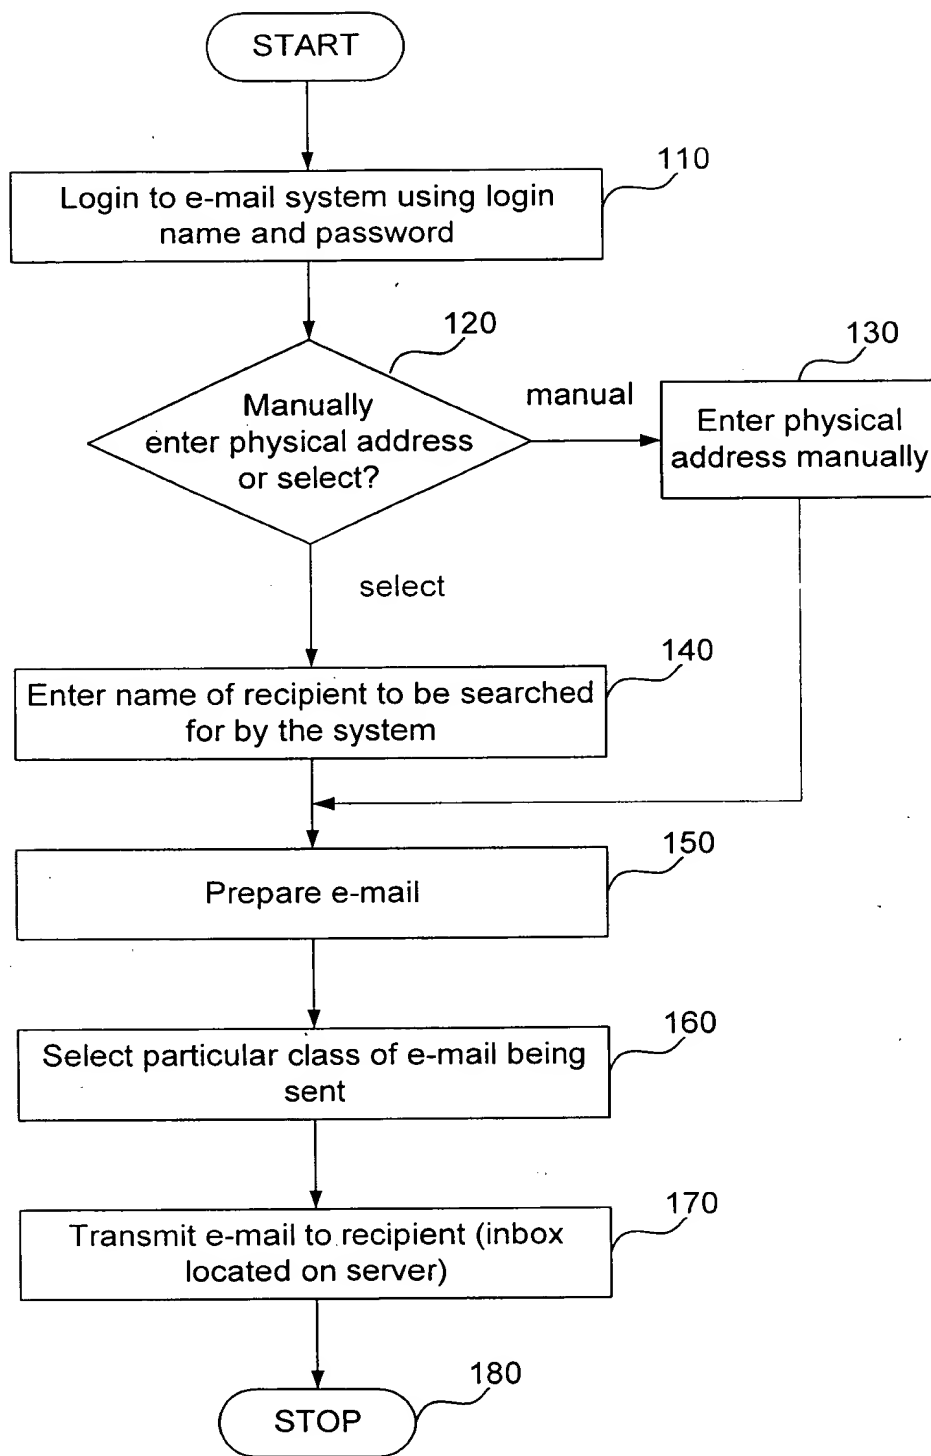 START
110
Login to e-mail system using login
name and password
120
Manually
enter physical address
or select?
manual
130
Enter physical
address manually
select
140
Enter name of recipient to be searched
for by the system
150
Prepare e-mail
160
Select particular class of e-mail being
sent
170
Transmit e-mail to recipient (inbox
located on server)
180
STOP